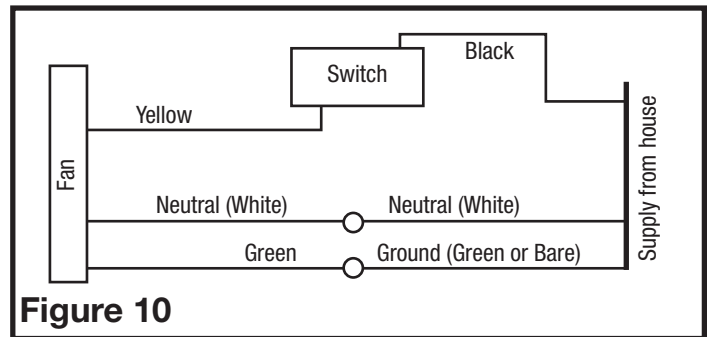 Black
Switch
Yellow
Fan
Supply from house
Neutral (White) Neutral (White)
Green Ground (Green or Bare)
Figure 10